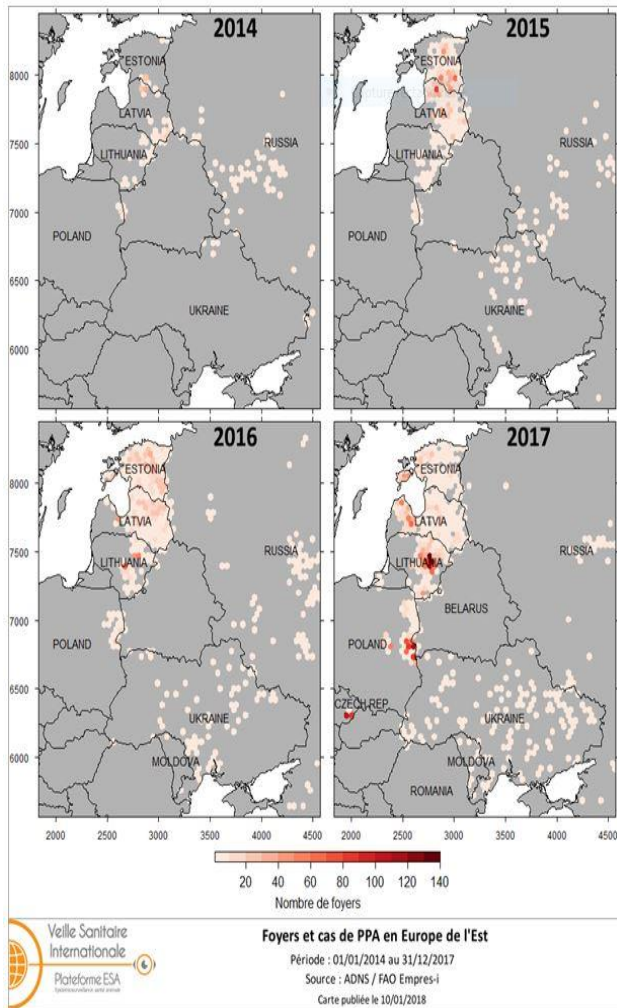 2014
2015
ESTONIA
ESTONIA
8000
LATVIA
LATVIA
RUSSIA
RUSSIA
7500
LITHUANIA
LITHUANIA
7000
POLAND
POLAND
6500
UKRAINE
UKRAINE
6000
2016
2017
ESTONIA
ESTONIA
8000
LATVIA
LATVIA
RUSSIA
RUSSIA
7500
LITHUANIA
LITHUANIA
BELARUS
7000
POLAND
POLAND
6500
CZECH REP.
UKRAINE
UKRAINE
6000
MOLDOVA
MOLDOVA
ROMANIA
2000 2500 3000 3500 4000 4500
2000 2500 3000 3500 4000 4500
20 40 60 80 100 120 140
Nombre de foyers
Veille Sanitaire
Internationale
Plateforme ESA
Foyers et cas de PPA en Europe de l'Est
Période : 01/01/2014 au 31/12/2017
Source : ADNS / FAO Empres-i
Carte publiée le 10/01/2018